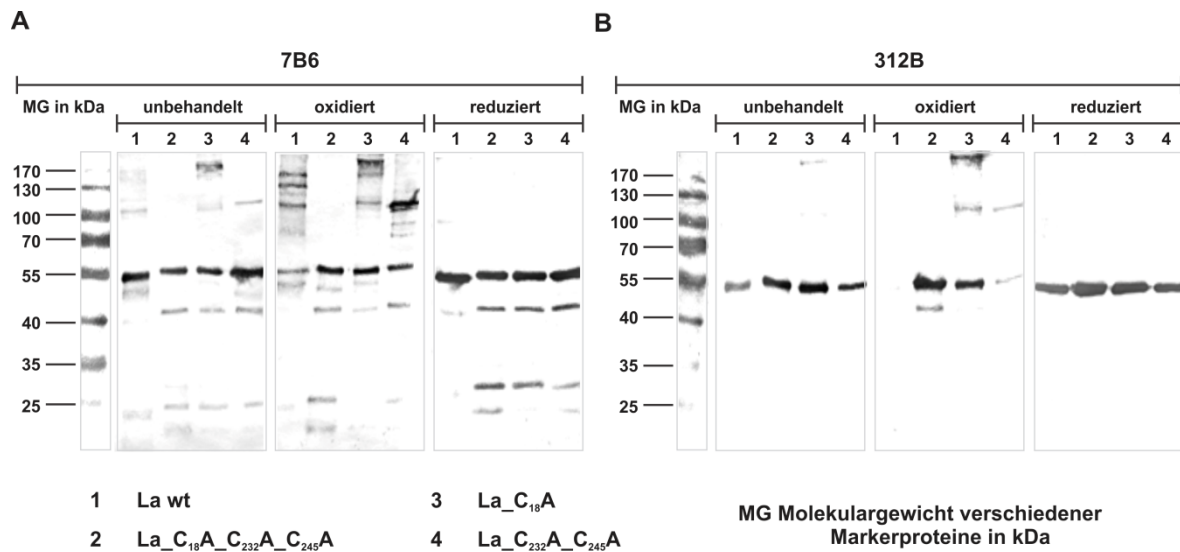 A
7B6
MG in kDa unbehandelt oxidiert reduziert
1 2 3 4 1 2 3 4 1 2 3 4
170
130
100
70
55
40
35
25
B
312B
MG in kDa unbehandelt oxidiert reduziert
1 2 3 4 1 2 3 4 1 2 3 4
170
130
100
70
55
40
35
25
1 La wt
2 La_C₁₈A_C₂₃₂A_C₂₄₅A
3 La_C₁₈A
4 La_C₂₃₂A_C₂₄₅A
MG Molekulargewicht verschiedener
Markerproteine in kDa